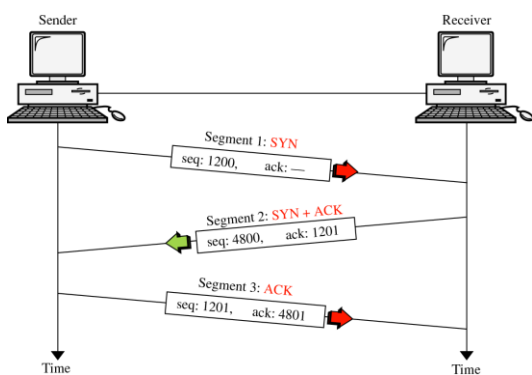 Sender Receiver
Segment 1: SYN
seq: 1200, ack: —
Segment 2: SYN + ACK
seq: 4800, ack: 1201
Segment 3: ACK
seq: 1201, ack: 4801
Time Time